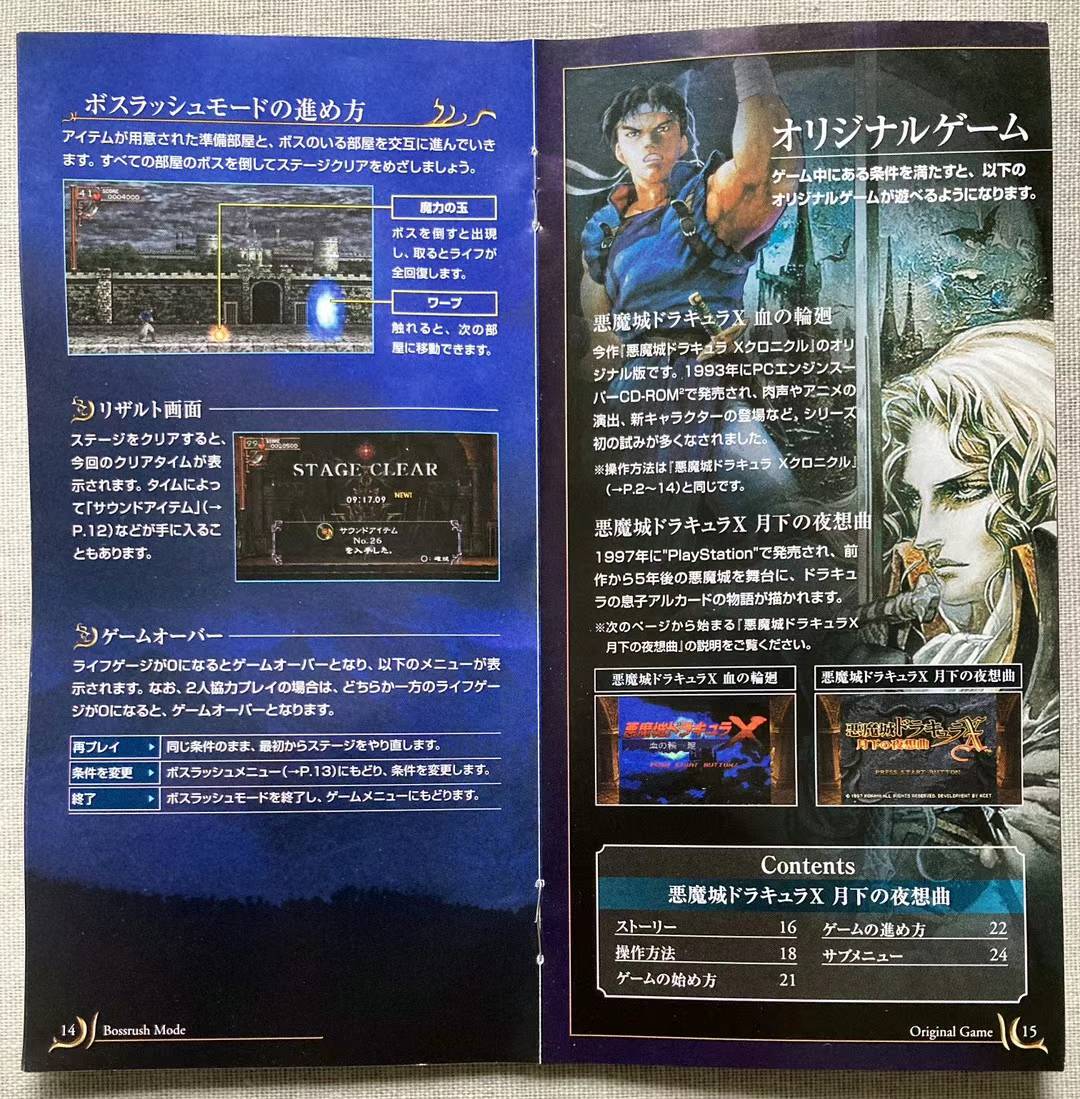 ボスラッシュモードの進め方
アイテムが用意された準備部屋と、ボスのいる部屋を交互に進んでいき
ます。すべての部屋のボスを倒してステージクリアをめざしましょう。
41
SCORE
0004000
魔力の玉
ボスを倒すと出現
し、取るとライフが
全回復します。
ワープ
触れると、次の部
屋に移動できます。
リザルト画面
ステージをクリアすると、
今回のクリアタイムが表
示されます。タイムによっ
て「サウンドアイテム」(→
P.12)などが手に入るこ
ともあります。
99
SCORE
STAGE CLEAR
09:17.09 NEW!
サウンドアイテム
No.26
を入手した。
○:確認
ゲームオーバー
ライフゲージが0になるとゲームオーバーとなり、以下のメニューが表
示されます。なお、2人協力プレイの場合は、どちらか一方のライフゲー
ジが0になると、ゲームオーバーとなります。
再プレイ 同じ条件のまま、最初からステージをやり直します。
条件を変更 ボスラッシュメニュー(→P.13)にもどり、条件を変更します。
終了 ボスラッシュモードを終了し、ゲームメニューにもどります。
14 Bossrush Mode
オリジナルゲーム
ゲーム中にある条件を満たすと、以下の
オリジナルゲームが遊べるようになります。
悪魔城ドラキュラX 血の輪廻
今作『悪魔城ドラキュラ Xクロニクル』のオリ
ジナル版です。1993年にPCエンジンスー
パーCD-ROM²で発売され、肉声やアニメの
演出、新キャラクターの登場など、シリーズ
初の試みが多くなされました。
※操作方法は『悪魔城ドラキュラ Xクロニクル』
(→P.2〜14)と同じです。
悪魔城ドラキュラX 月下の夜想曲
1997年に"PlayStation"で発売され、前
作から5年後の悪魔城を舞台に、ドラキュ
ラの息子アルカードの物語が描かれます。
※次のページから始まる『悪魔城ドラキュラX
月下の夜想曲』の説明をご覧ください。
悪魔城ドラキュラX 血の輪廻
悪魔城ドラキュラX
血の輪廻
PUSH START BUTTON!
悪魔城ドラキュラX 月下の夜想曲
悪魔城ドラキュラX
月下の夜想曲
PRESS START BUTTON
© 1997 KONAMI ALL RIGHTS RESERVED. DEVELOPMENT BY KCET
Contents
悪魔城ドラキュラX 月下の夜想曲
ストーリー 16
操作方法 18
ゲームの始め方 21
ゲームの進め方 22
サブメニュー 24
Original Game 15